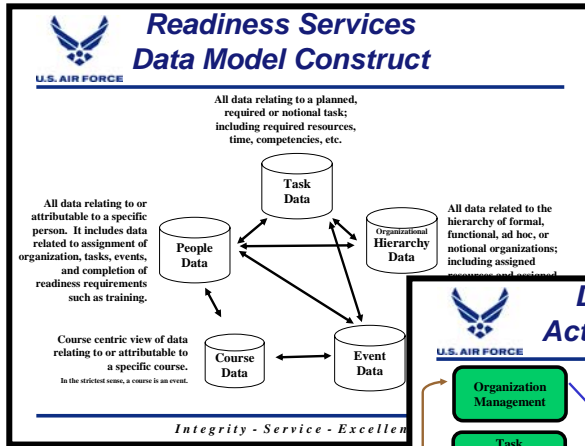 Readiness Services
Data Model Construct
U.S. AIR FORCE
All data relating to a planned,
required or notional task;
including required resources,
time, competencies, etc.
Task
Data
All data relating to or
attributable to a specific
person. It includes data
related to assignment of
organization, tasks, events,
and completion of
readiness requirements
such as training.
People
Data
Organizational
Hierarchy
Data
All data related to the
hierarchy of formal,
functional, ad hoc, or
notional organizations;
including assigned
resources and assigned
Course centric view of data
relating to or attributable to
a specific course.
In the strictest sense, a course is an event.
Course
Data
Event
Data
Integrity - Service - Excellen
Act
U.S. AIR FORCE
Organization
Management
Task